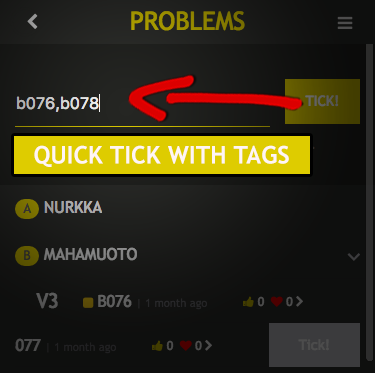 PROBLEMS
b076,b078
TICK!
QUICK TICK WITH TAGS
A NURKKA
B MAHAMUOTO
V3 B076 | 1 month ago 0 0
077 | 1 month ago 0 0 Tick!